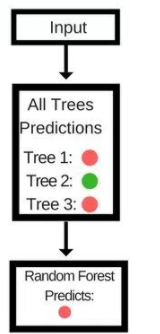 Input
All Trees
Predictions
Tree 1:
Tree 2:
Tree 3:
Random Forest
Predicts: